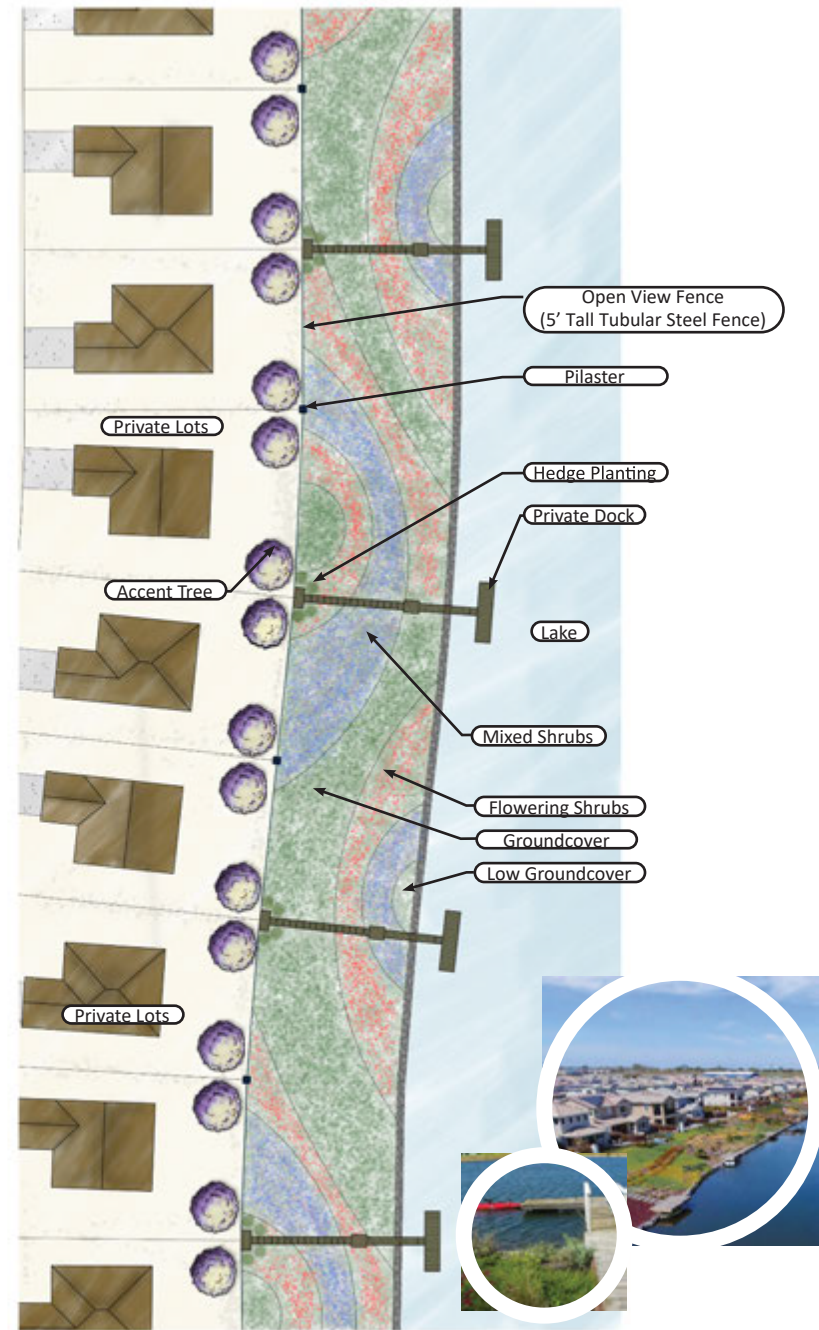 Open View Fence
(5’ Tall Tubular Steel Fence)
Pilaster
Private Lots
Hedge Planting
Private Dock
Accent Tree
Lake
Mixed Shrubs
Flowering Shrubs
Groundcover
Low Groundcover
Private Lots